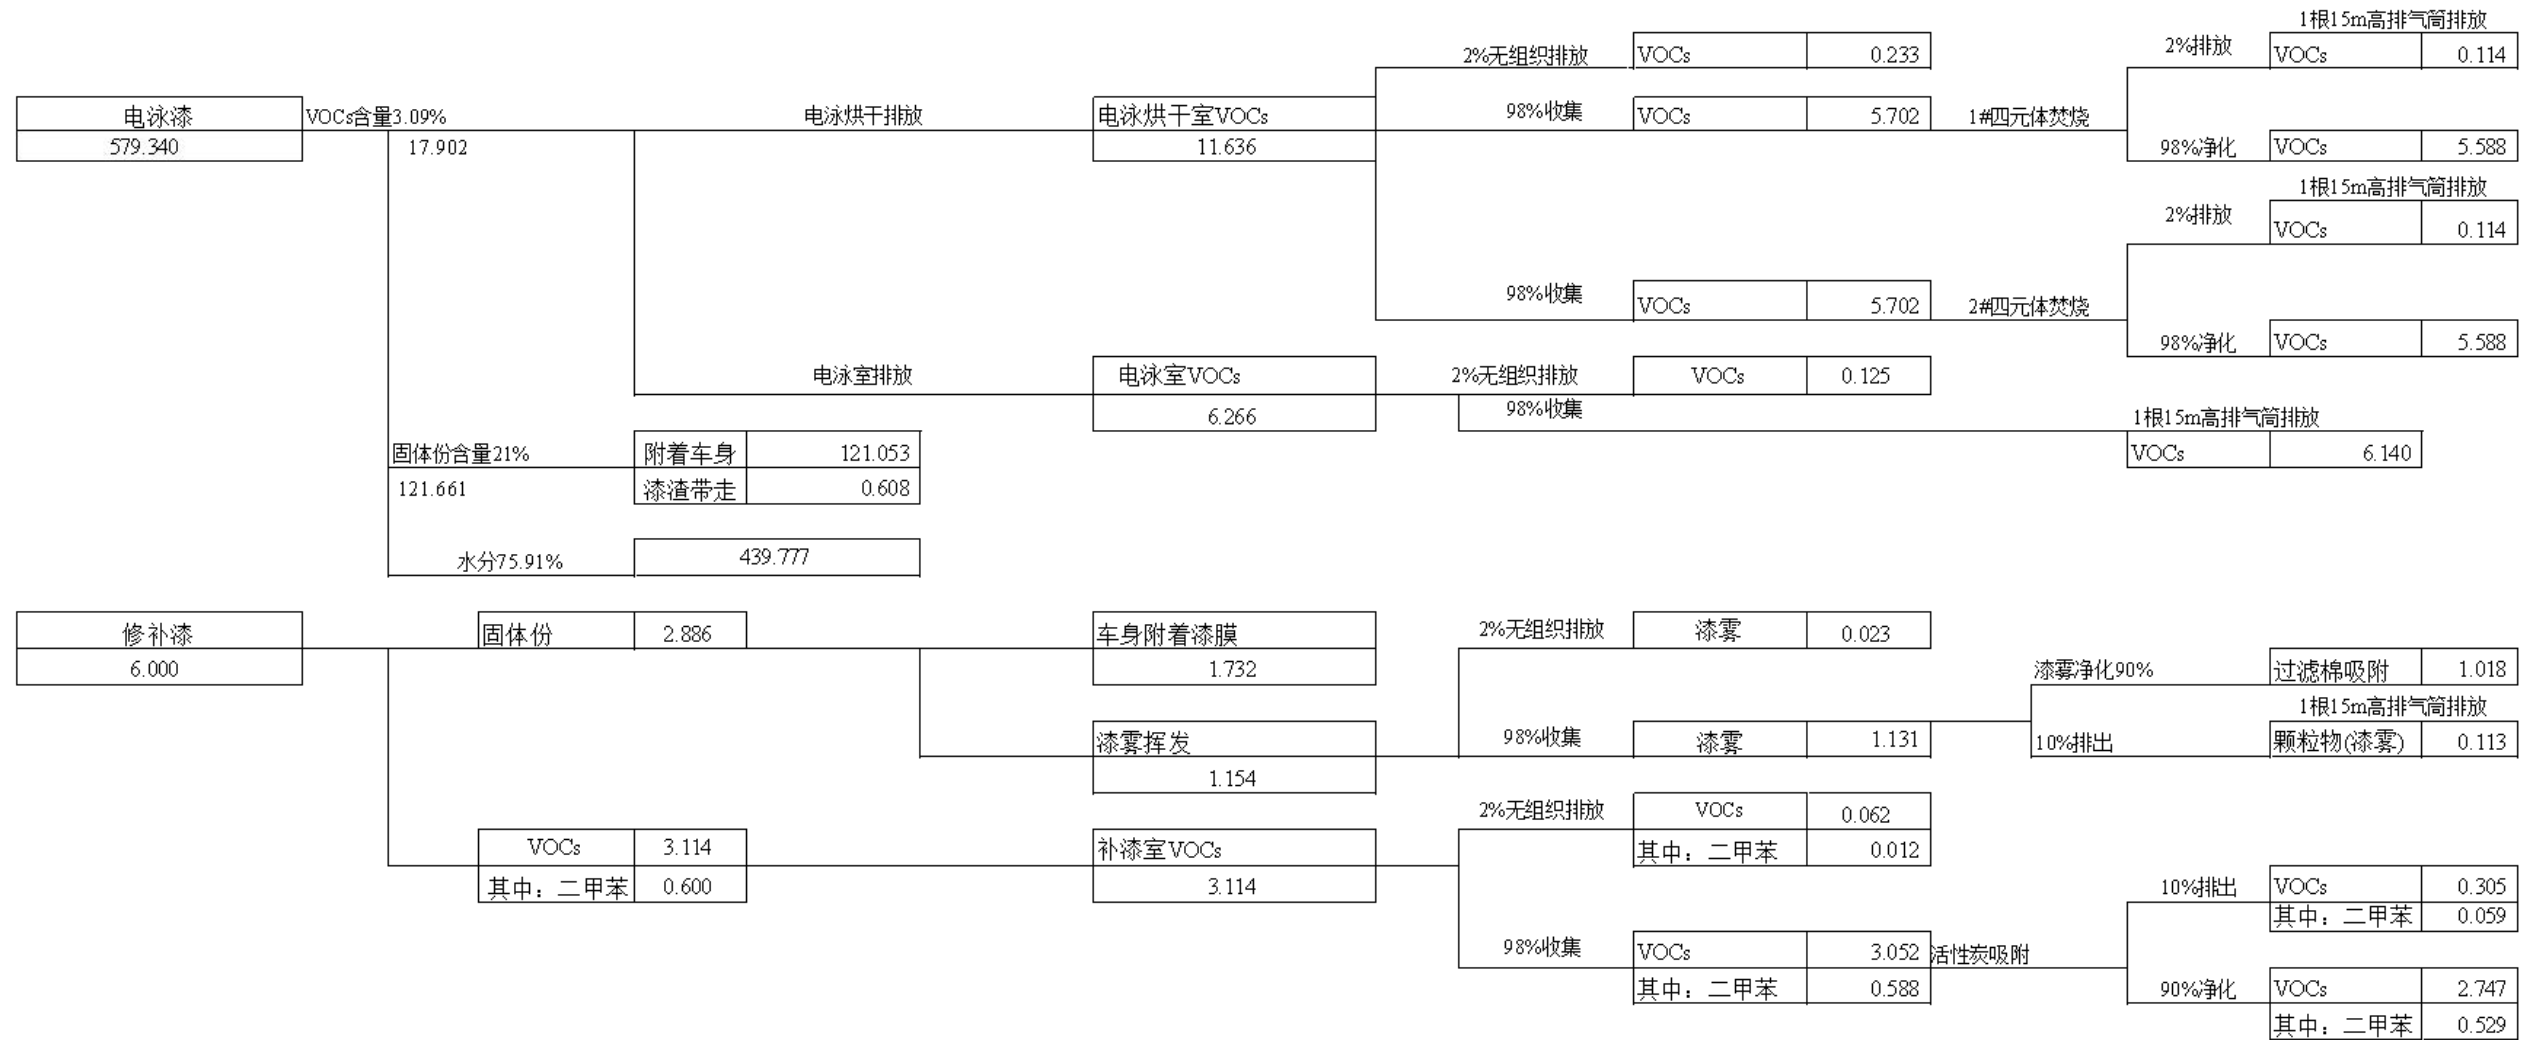 1根15m高排气筒排放
2%无组织排放 VOCs 0.233 2%排放 VOCs 0.114
电泳漆 VOCs含量3.09% 电泳烘干排放 电泳烘干室VOCs 98%收集 VOCs 5.702 1#四元体焚烧
579.340 17.902 11.636 98%净化 VOCs 5.588
1根15m高排气筒排放
2%排放 VOCs 0.114
98%收集 VOCs 5.702 2#四元体焚烧
98%净化 VOCs 5.588
电泳室排放 电泳室VOCs 2%无组织排放 VOCs 0.125
6.266 98%收集 1根15m高排气筒排放
固体份含量21% 附着车身 121.053 VOCs 6.140
121.661 漆渣带走 0.608
水分75.91% 439.777
修补漆 固体份 2.886 车身附着漆膜 2%无组织排放 漆雾 0.023
6.000 1.732 漆雾净化90% 过滤棉吸附 1.018
1根15m高排气筒排放
漆雾挥发 98%收集 漆雾 1.131 10%排出 颗粒物(漆雾) 0.113
1.154
2%无组织排放 VOCs 0.062
VOCs 3.114 补漆室VOCs 其中：二甲苯 0.012
其中：二甲苯 0.600 3.114 10%排出 VOCs 0.305
其中：二甲苯 0.059
98%收集 VOCs 3.052 活性炭吸附
其中：二甲苯 0.588 90%净化 VOCs 2.747
其中：二甲苯 0.529